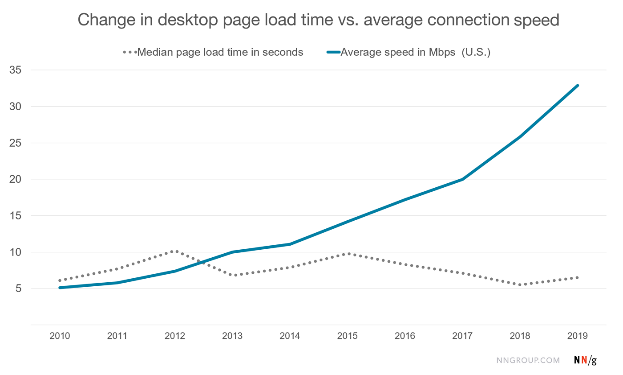 Change in desktop page load time vs. average connection speed
Median page load time in seconds Average speed in Mbps (U.S.)
35
30
25
20
15
10
5
2010 2011 2012 2013 2014 2015 2016 2017 2018 2019
NNGROUP.COM NN/g